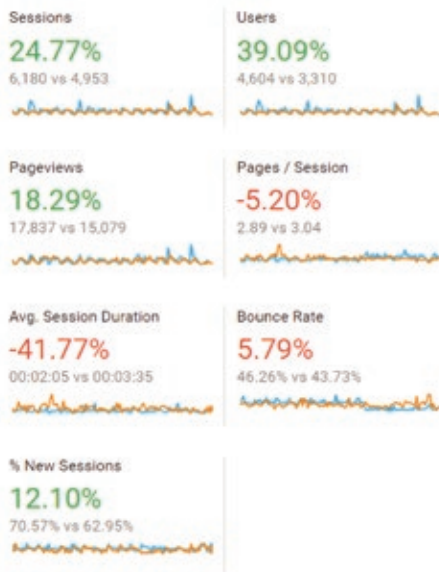 Sessions
24.77%
6,180 vs 4,953
Users
39.09%
4,604 vs 3,310
Pageviews
18.29%
17,837 vs 15,079
Pages / Session
-5.20%
2.89 vs 3.04
Avg. Session Duration
-41.77%
00:02:05 vs 00:03:35
Bounce Rate
5.79%
46.26% vs 43.73%
% New Sessions
12.10%
70.57% vs 62.95%